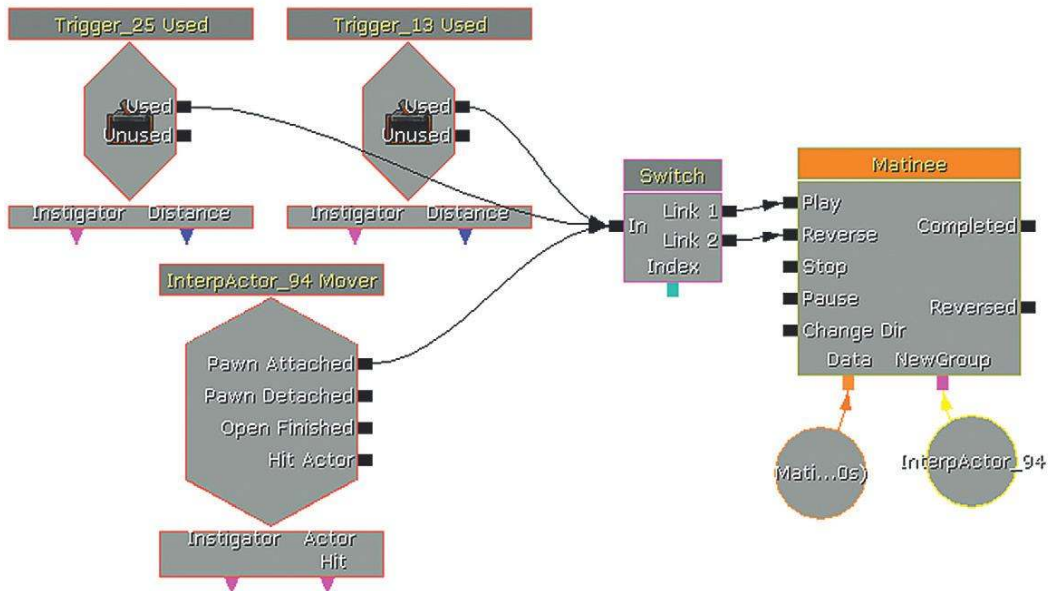 Trigger_25 Used
Used
Unused
Instigator Distance
Trigger_13 Used
Used
Unused
Instigator Distance
InterpActor_94 Mover
Pawn Attached
Pawn Detached
Open Finished
Hit Actor
Instigator Actor
Hit
Switch
In
Link 1
Link 2
Index
Matinee
Play
Reverse
Stop
Pause
Change Dir
Completed
Reversed
Data NewGroup
Mati...0s)
InterpActor_94